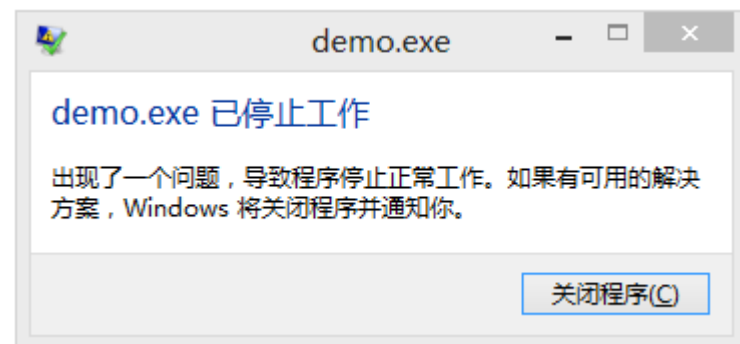 demo.exe
demo.exe 已停止工作
出现了一个问题，导致程序停止正常工作。如果有可用的解决
方案，Windows 将关闭程序并通知你。
关闭程序(C)